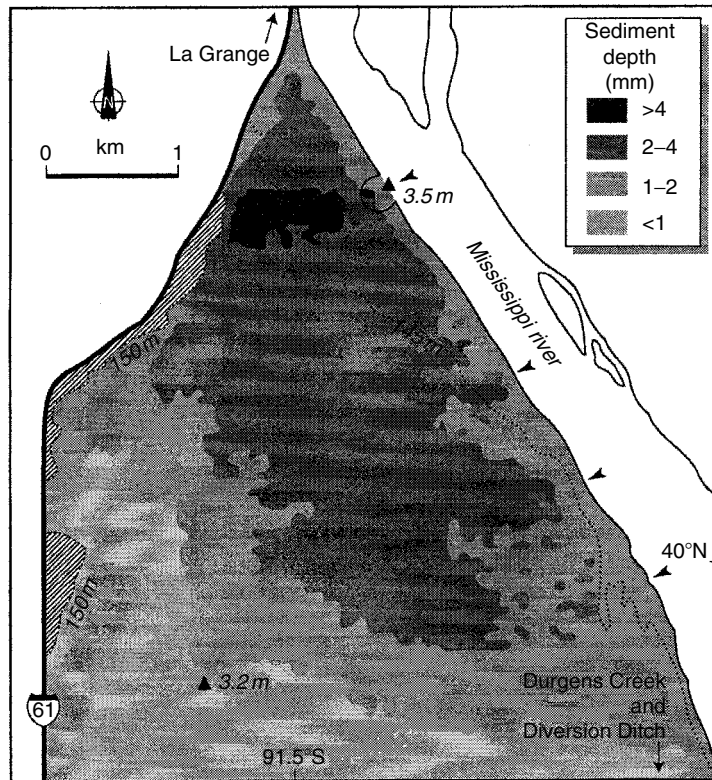 La Grange
N
0 km 1
Sediment
depth
(mm)
>4
2–4
1–2
<1
3.5 m
Mississippi river
150 m
40°N
150 m
3.2 m
61
Durgens Creek
and
Diversion Ditch
91.5°S